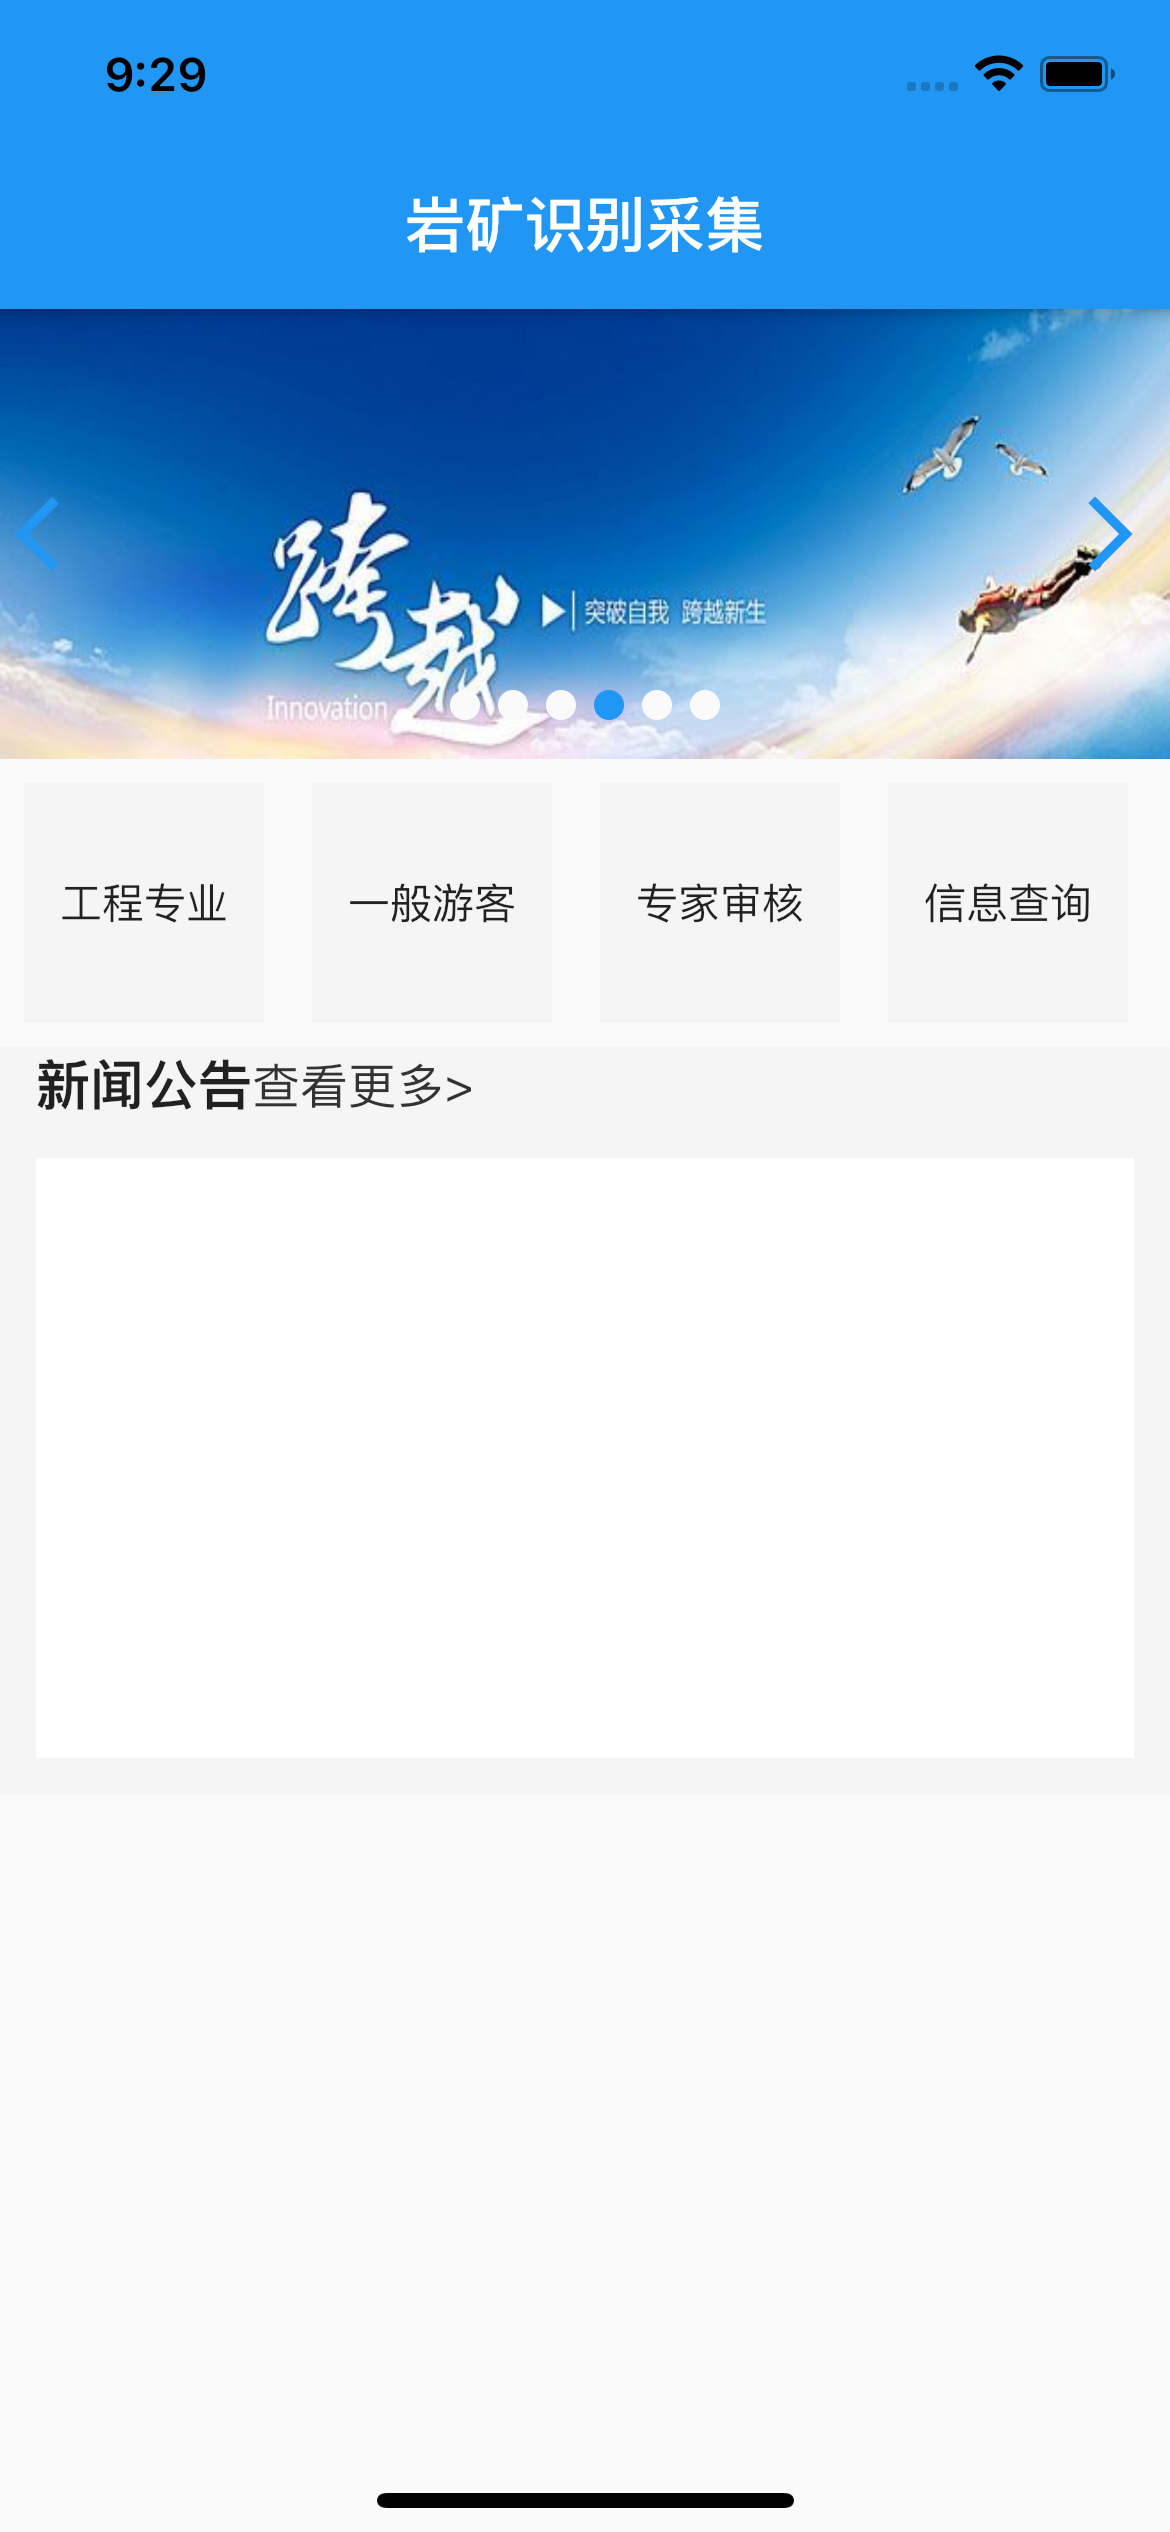 9:29
岩矿识别采集
跨越
突破自我 跨越新生
Innovation
工程专业
一般游客
专家审核
信息查询
新闻公告查看更多>